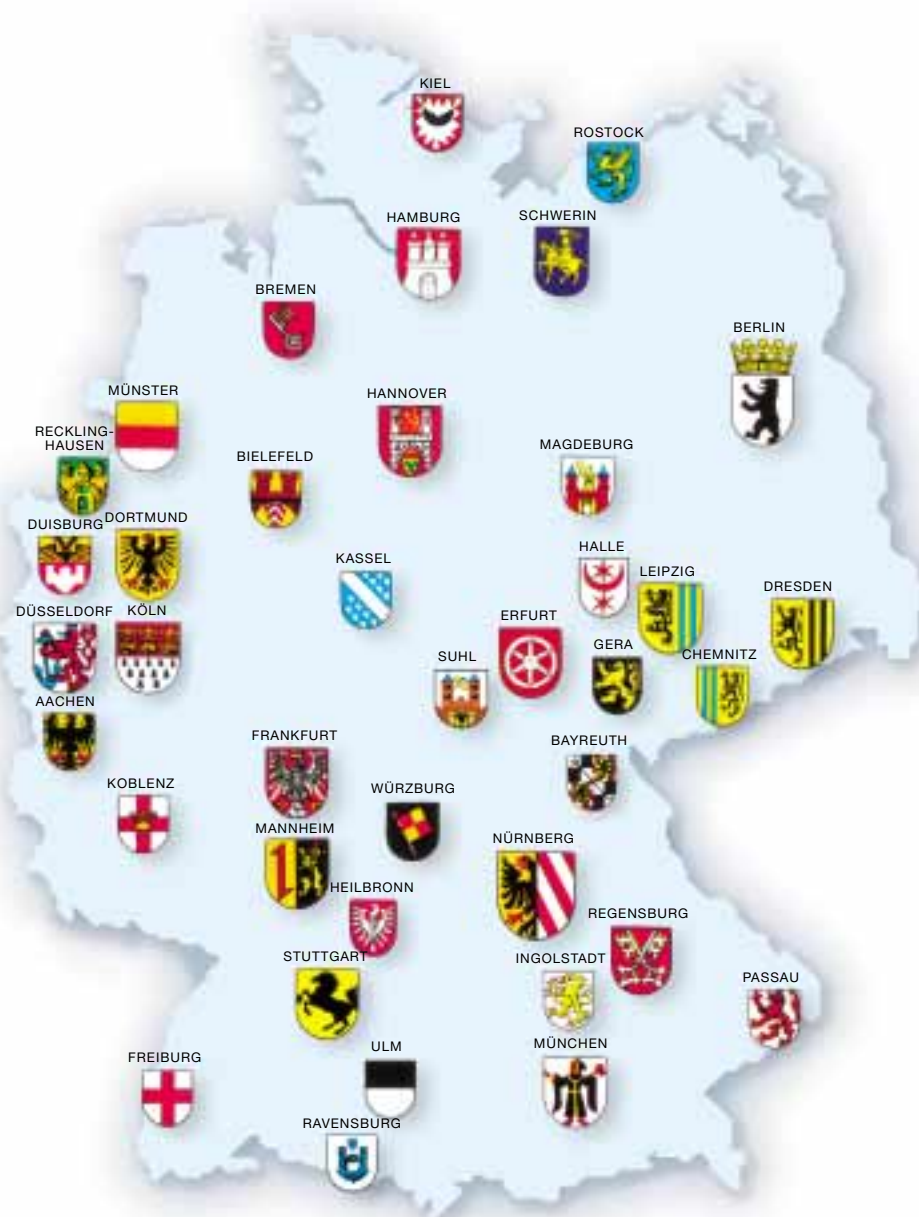 KIEL
ROSTOCK
HAMBURG
SCHWERIN
BREMEN
BERLIN
MÜNSTER
HANNOVER
RECKLING-
HAUSEN
BIELEFELD
MAGDEBURG
DUISBURG
DORTMUND
KASSEL
HALLE
LEIPZIG
DRESDEN
DÜSSELDORF
KÖLN
ERFURT
GERA
SUHL
CHEMNITZ
AACHEN
FRANKFURT
BAYREUTH
KOBLENZ
WÜRZBURG
MANNHEIM
NÜRNBERG
HEILBRONN
REGENSBURG
STUTTGART
INGOLSTADT
PASSAU
MÜNCHEN
ULM
FREIBURG
RAVENSBURG